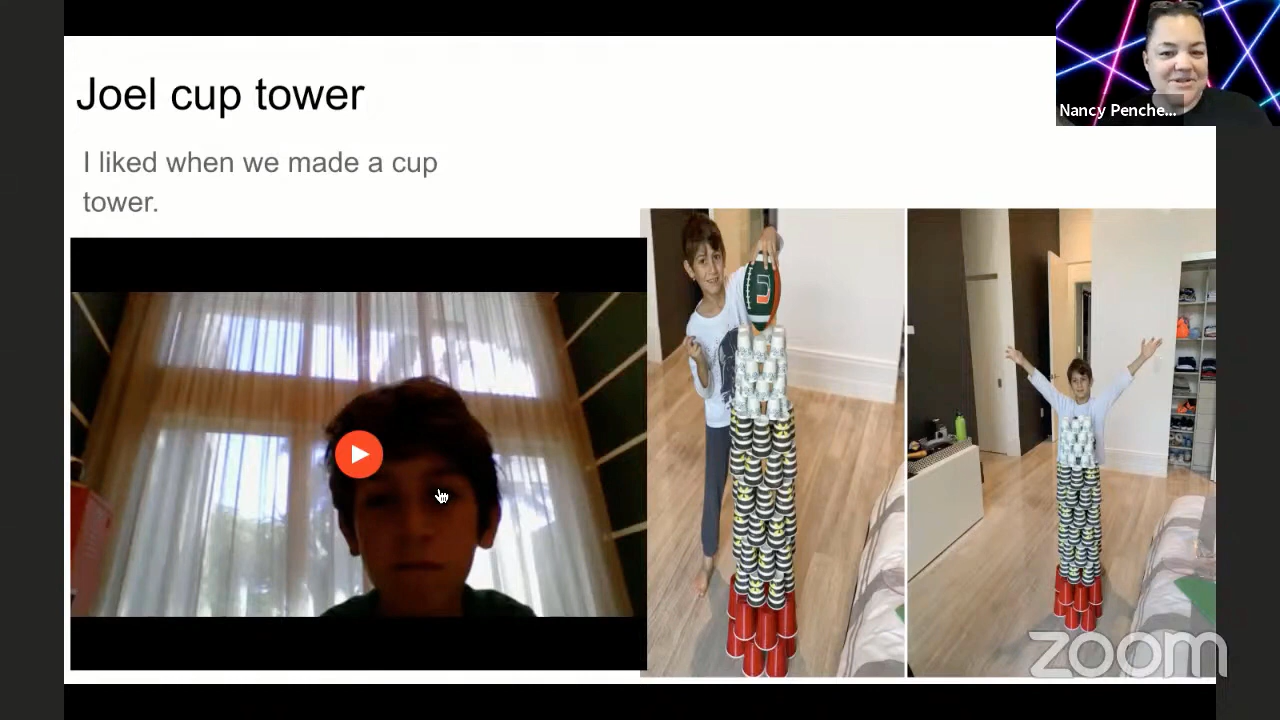 Joel cup tower
Nancy Penche...
I liked when we made a cup
tower.
zoom